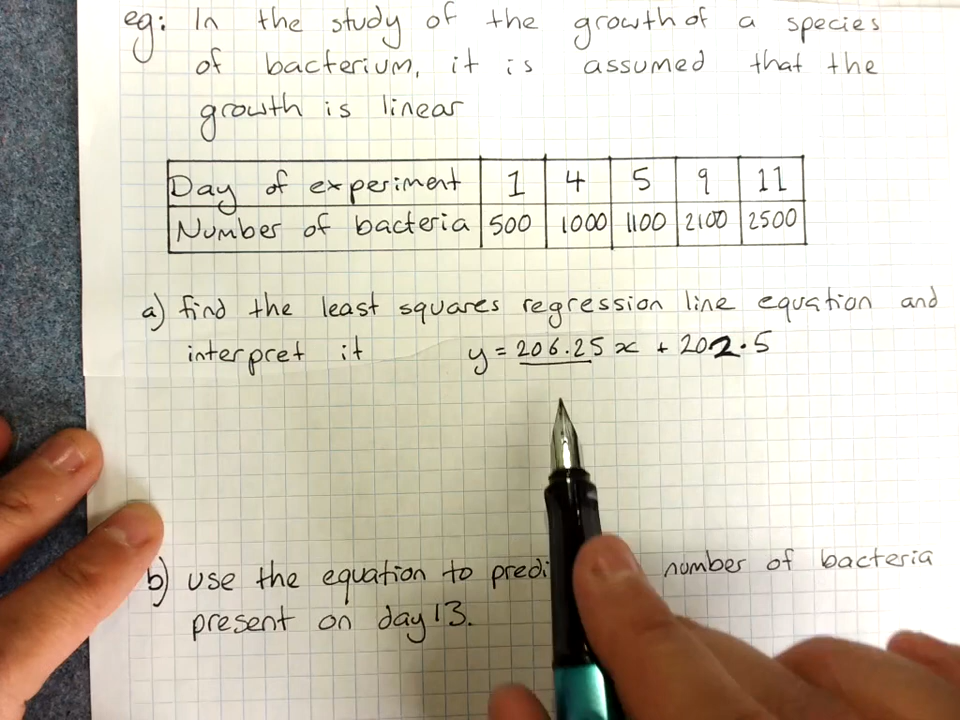 eg: In the study of the growth of a species
of bacterium, it is assumed that the
growth is linear
Day of experiment 1 4 5 9 11
Number of bacteria 500 1000 1100 2100 2500
a) find the least squares regression line equation and
interpret it y = 206.25x + 202.5
b) use the equation to predi number of bacteria
present on day 13.